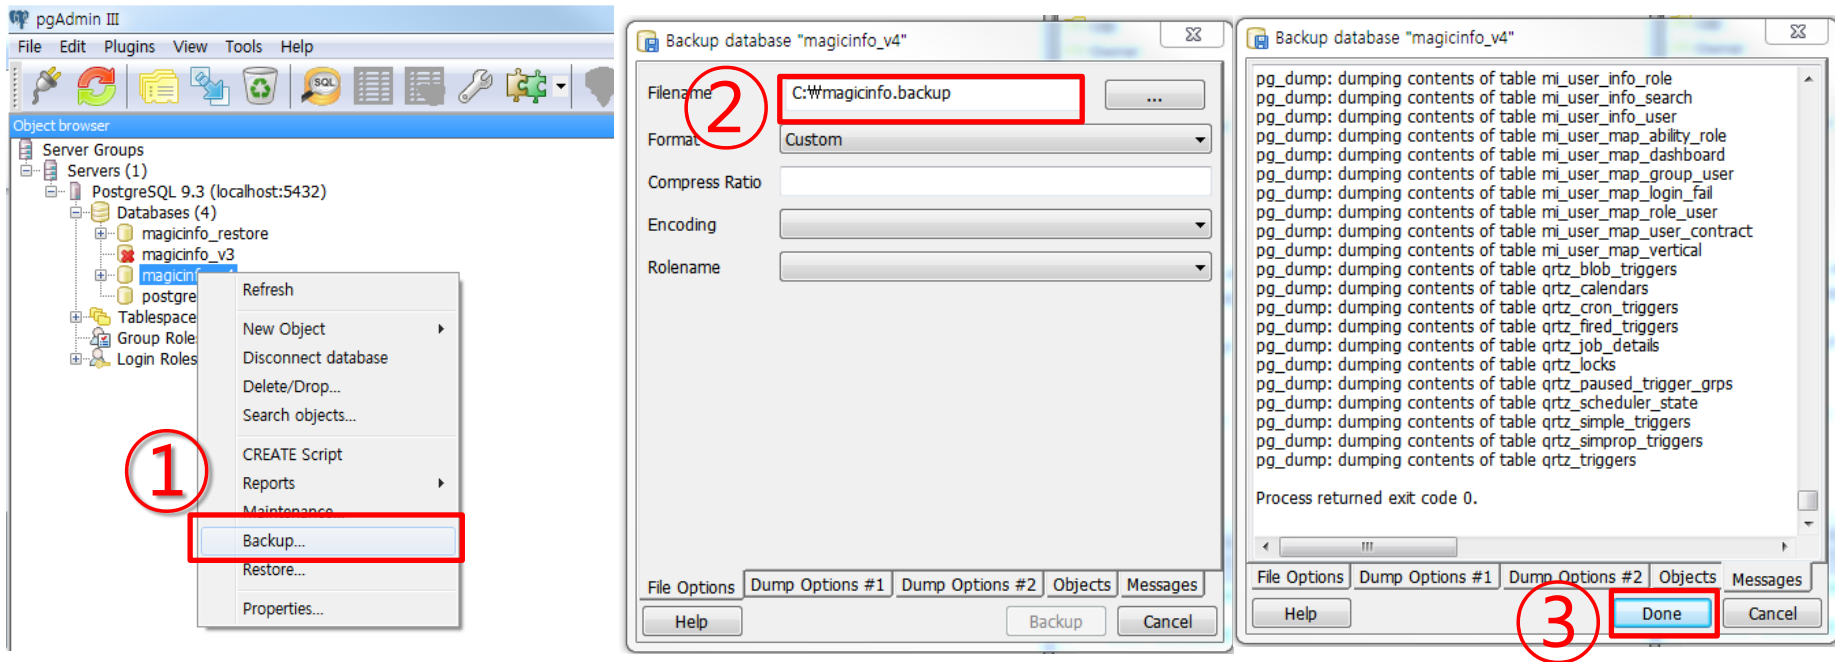 pgAdmin III
File Edit Plugins View Tools Help
SQL
Object browser
Server Groups
Servers (1)
PostgreSQL 9.3 (localhost:5432)
Databases (4)
magicinfo_restore
magicinfo_v3
postgre
Tablespace
Group Role
Login Roles
Refresh
New Object
Disconnect database
Delete/Drop...
Search objects...
CREATE Script
Reports
Maintenance...
Backup...
Restore...
Properties...
①
Backup database "magicinfo_v4"
Filename C:₩magicinfo.backup ...
②
Format Custom
Compress Ratio
Encoding
Rolename
File Options Dump Options #1 Dump Options #2 Objects Messages
Help Backup Cancel
Backup database "magicinfo_v4"
pg_dump: dumping contents of table mi_user_info_role
pg_dump: dumping contents of table mi_user_info_search
pg_dump: dumping contents of table mi_user_info_user
pg_dump: dumping contents of table mi_user_map_ability_role
pg_dump: dumping contents of table mi_user_map_dashboard
pg_dump: dumping contents of table mi_user_map_group_user
pg_dump: dumping contents of table mi_user_map_login_fail
pg_dump: dumping contents of table mi_user_map_role_user
pg_dump: dumping contents of table mi_user_map_user_contract
pg_dump: dumping contents of table mi_user_map_vertical
pg_dump: dumping contents of table qrtz_blob_triggers
pg_dump: dumping contents of table qrtz_calendars
pg_dump: dumping contents of table qrtz_cron_triggers
pg_dump: dumping contents of table qrtz_fired_triggers
pg_dump: dumping contents of table qrtz_job_details
pg_dump: dumping contents of table qrtz_locks
pg_dump: dumping contents of table qrtz_paused_trigger_grps
pg_dump: dumping contents of table qrtz_scheduler_state
pg_dump: dumping contents of table qrtz_simple_triggers
pg_dump: dumping contents of table qrtz_simprop_triggers
pg_dump: dumping contents of table qrtz_triggers
Process returned exit code 0.
File Options Dump Options #1 Dump Options #2 Objects Messages
Help Done Cancel
③